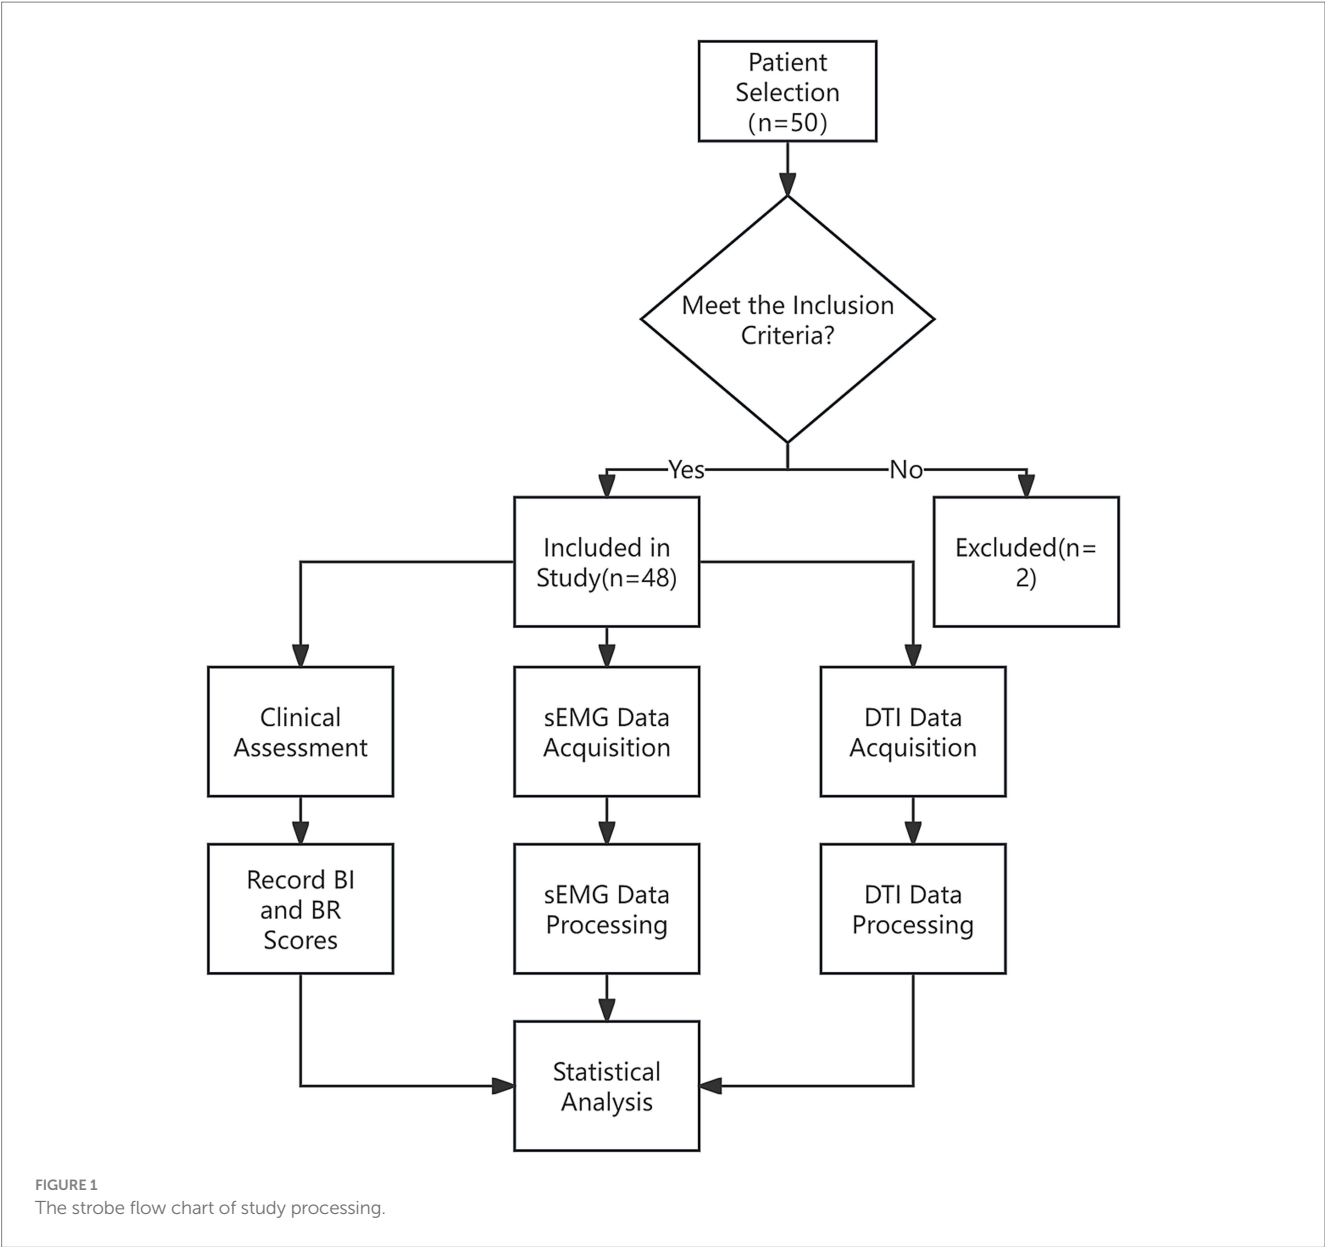 Patient
Selection
(n=50)
Meet the Inclusion
Criteria?
Yes
No
Included in
Study(n=48)
Excluded(n=
2)
Clinical
Assessment
sEMG Data
Acquisition
DTI Data
Acquisition
Record BI
and BR
Scores
sEMG Data
Processing
DTI Data
Processing
Statistical
Analysis
FIGURE 1
The strobe flow chart of study processing.